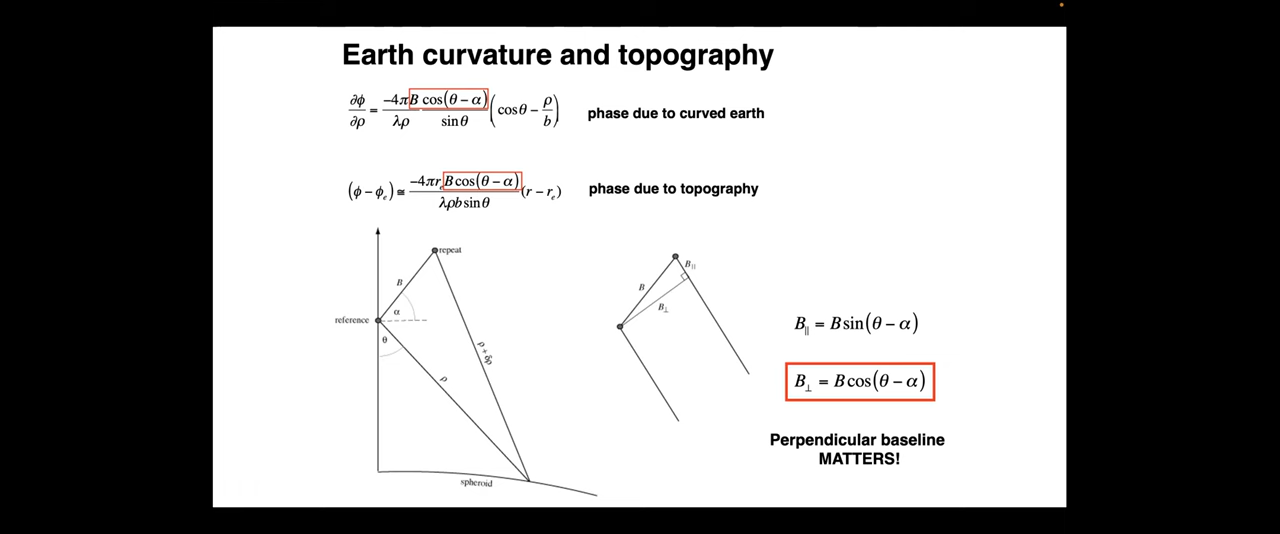 Earth curvature and topography
∂ϕ/∂ρ = −4πB cos(θ − α)/λρ sinθ (cosθ − ρ/b)
phase due to curved earth
(ϕ − ϕₑ) ≅ −4πrₑB cos(θ − α)/λρb sinθ (r − rₑ)
phase due to topography
repeat
B
α
reference
θ
ρ + δρ
ρ
spheroid
B||
B
B⊥
B|| = B sin(θ − α)
B⊥ = B cos(θ − α)
Perpendicular baseline
MATTERS!